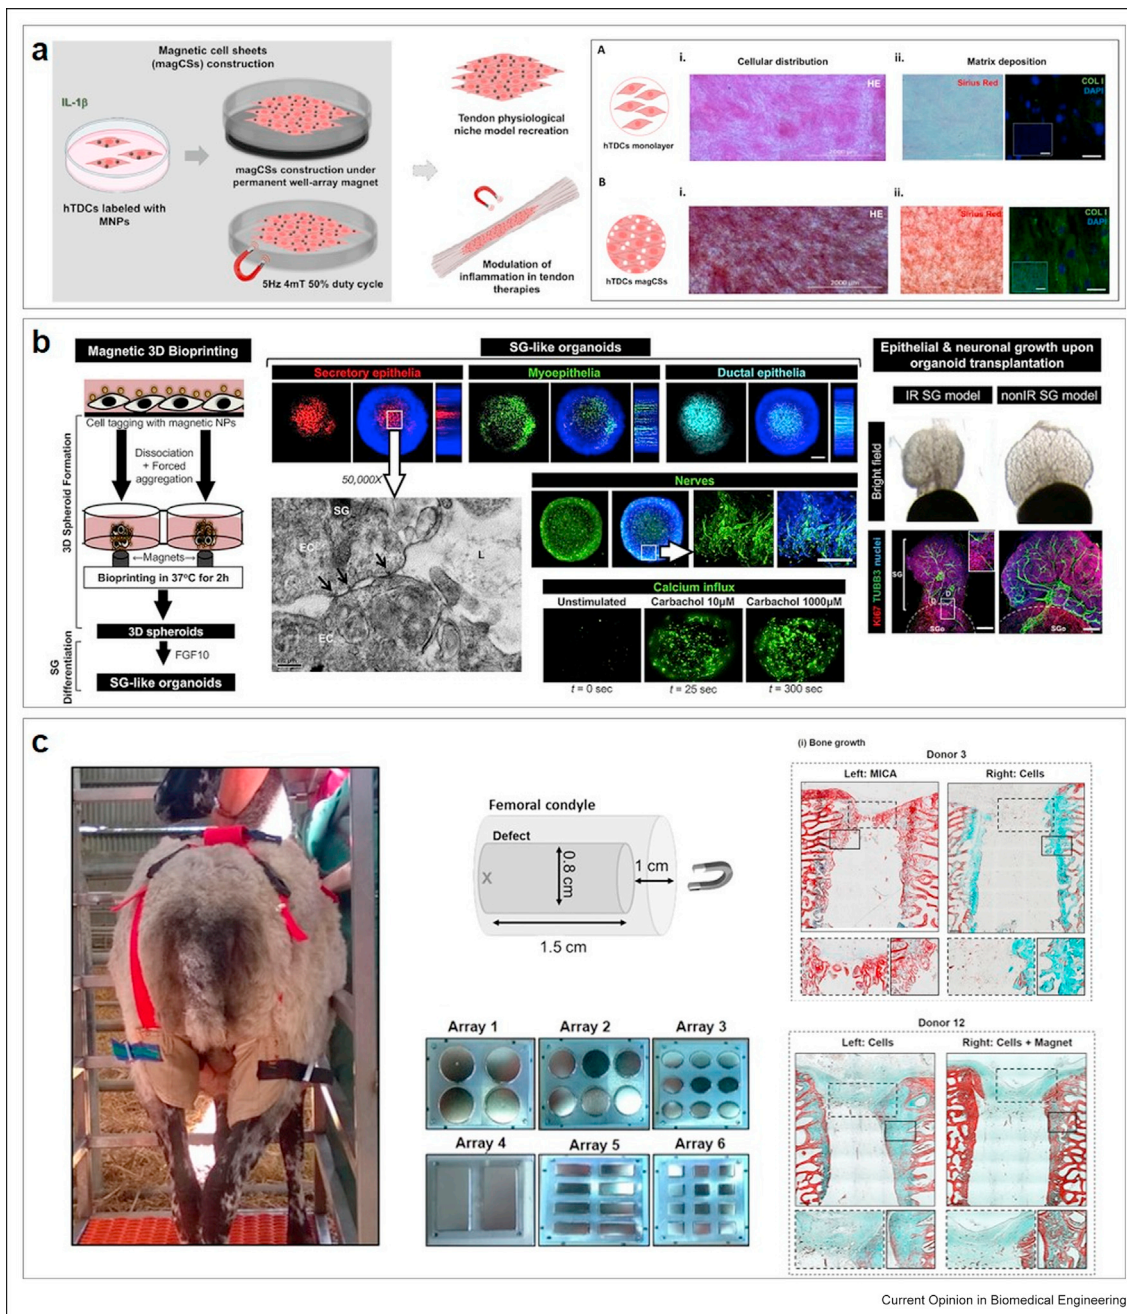 a
Magnetic cell sheets
(magCSs) construction
IL-1β
hTDCs labeled with
MNPs
magCSs construction under
permanent well-array magnet
5Hz 4mT 50% duty cycle
Tendon physiological
niche model recreation
Modulation of
inflammation in tendon
therapies
A
i.
Cellular distribution
ii.
Matrix deposition
hTDCs monolayer
HE
2000 µm
Sirius Red
COL I
DAPI
B
i.
ii.
hTDCs magCSs
HE
2000 µm
Sirius Red
COL I
DAPI
b
Magnetic 3D Bioprinting
Cell tagging with magnetic NPs
Dissociation
+ Forced
aggregation
3D Spheroid Formation
←Magnets→
Bioprinting in 37ºC for 2h
3D spheroids
FGF10
SG
Differentiation
SG-like organoids
SG-like organoids
Secretory epithelia
Myoepithelia
Ductal epithelia
50,000X
SG
EC
L
EC
Nerves
Calcium influx
Unstimulated
Carbachol 10µM
Carbachol 1000µM
t = 0 sec
t = 25 sec
t = 300 sec
Epithelial & neuronal growth upon
organoid transplantation
IR SG model
nonIR SG model
Bright field
Ki67 TUBB3 nuclei
SG
D
D
SGo
SGo
c
Femoral condyle
Defect
X
0.8 cm
1 cm
1.5 cm
Array 1
Array 2
Array 3
Array 4
Array 5
Array 6
(i) Bone growth
Donor 3
Left: MICA
Right: Cells
Donor 12
Left: Cells
Right: Cells + Magnet
Current Opinion in Biomedical Engineering